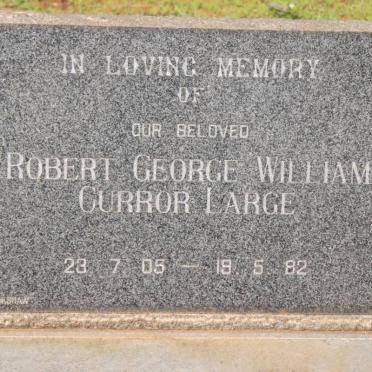 IN LOVING MEMORY
OF
OUR BELOVED
ROBERT GEORGE WILLIAM
CURROR LARGE
23. 7. 05 — 19. 5. 82